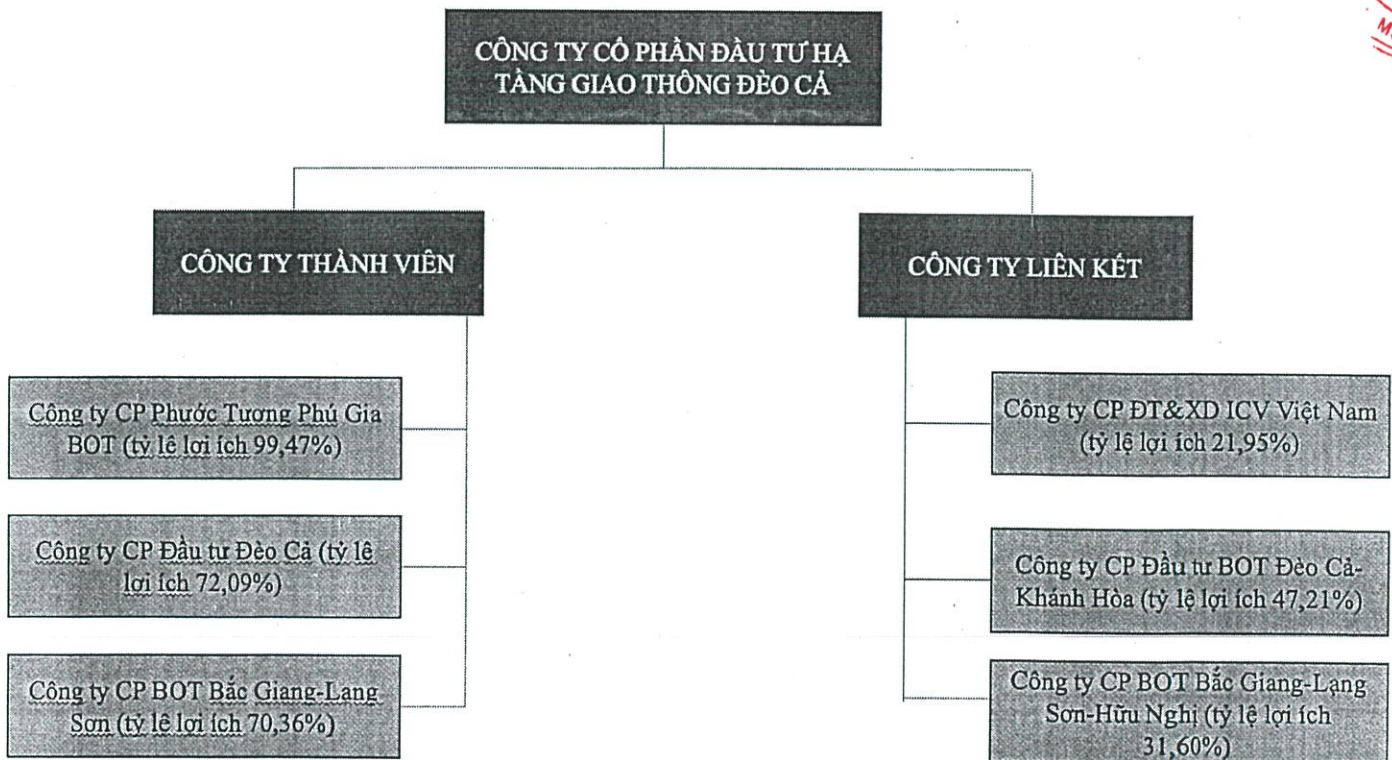 CÔNG TY CỔ PHẦN ĐẦU TƯ HẠ
TẦNG GIAO THÔNG ĐÈO CẢ
CÔNG TY THÀNH VIÊN
Công ty CP Phước Tương Phú Gia
BOT (tỷ lệ lợi ích 99,47%)
Công ty CP Đầu tư Đèo Cả (tỷ lệ
lợi ích 72,09%)
Công ty CP BOT Bắc Giang-Lạng
Sơn (tỷ lệ lợi ích 70,36%)
CÔNG TY LIÊN KẾT
Công ty CP ĐT&XD ICV Việt Nam
(tỷ lệ lợi ích 21,95%)
Công ty CP Đầu tư BOT Đèo Cả-
Khánh Hòa (tỷ lệ lợi ích 47,21%)
Công ty CP BOT Bắc Giang-Lạng
Sơn-Hữu Nghị (tỷ lệ lợi ích
31,60%)